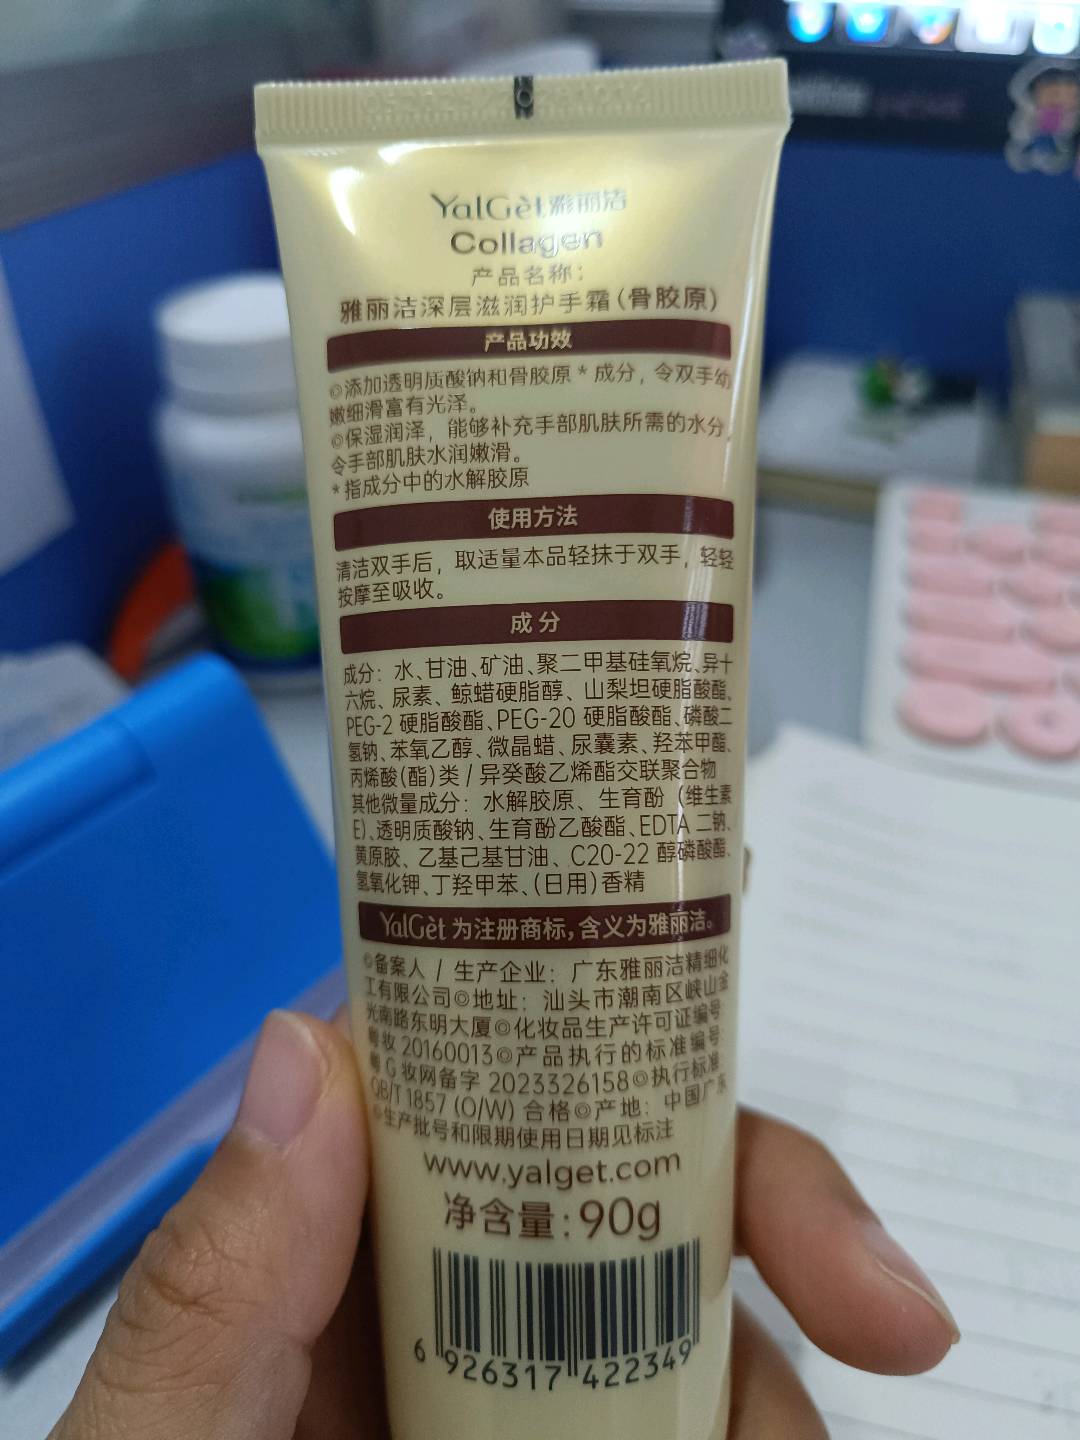 YalGèt雅丽洁
Collagen
产品名称：
雅丽洁深层滋润护手霜(骨胶原)
产品功效
◎添加透明质酸钠和骨胶原*成分，令双手幼
嫩细滑富有光泽。
◎保湿润泽，能够补充手部肌肤所需的水分，
令手部肌肤水润嫩滑。
*指成分中的水解胶原
使用方法
清洁双手后，取适量本品轻抹于双手，轻轻
按摩至吸收。
成分
成分：水、甘油、矿油、聚二甲基硅氧烷、异十
六烷、尿素、鲸蜡硬脂醇、山梨坦硬脂酸酯、
PEG-2 硬脂酸酯、PEG-20 硬脂酸酯、磷酸二
氢钠、苯氧乙醇、微晶蜡、尿囊素、羟苯甲酯、
丙烯酸(酯)类 / 异癸酸乙烯酯交联聚合物
其他微量成分：水解胶原、生育酚（维生素
E)、透明质酸钠、生育酚乙酸酯、EDTA 二钠、
黄原胶、乙基己基甘油、C20-22 醇磷酸酯、
氢氧化钾、丁羟甲苯、(日用)香精
YalGèt 为注册商标，含义为雅丽洁。
◎备案人 / 生产企业：广东雅丽洁精细化
工有限公司◎地址：汕头市潮南区峡山金
光南路东明大厦◎化妆品生产许可证编号：
粤妆 20160013◎产品执行的标准编号：
粤 G 妆网备字 2023326158◎执行标准：
QB/T 1857 (O/W) 合格◎产地：中国广东
◎生产批号和限期使用日期见标注
www.yalget.com
净含量：90g
6 926317 422349